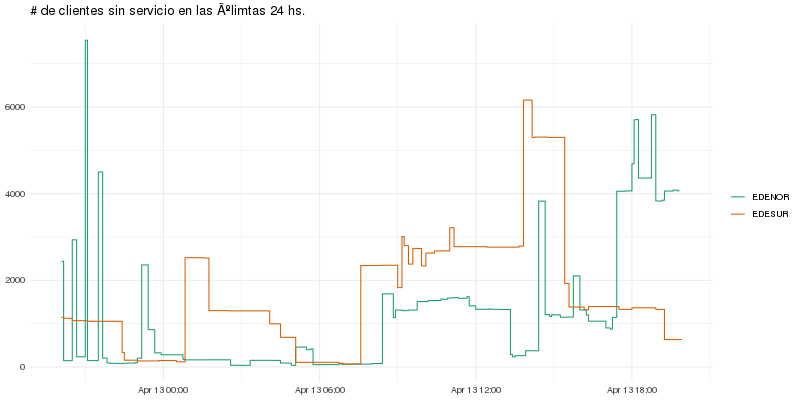 # de clientes sin servicio en las Ãºlimtas 24 hs.
6000
4000
2000
0
Apr 13 00:00
Apr 13 06:00
Apr 13 12:00
Apr 13 18:00
EDENOR
EDESUR